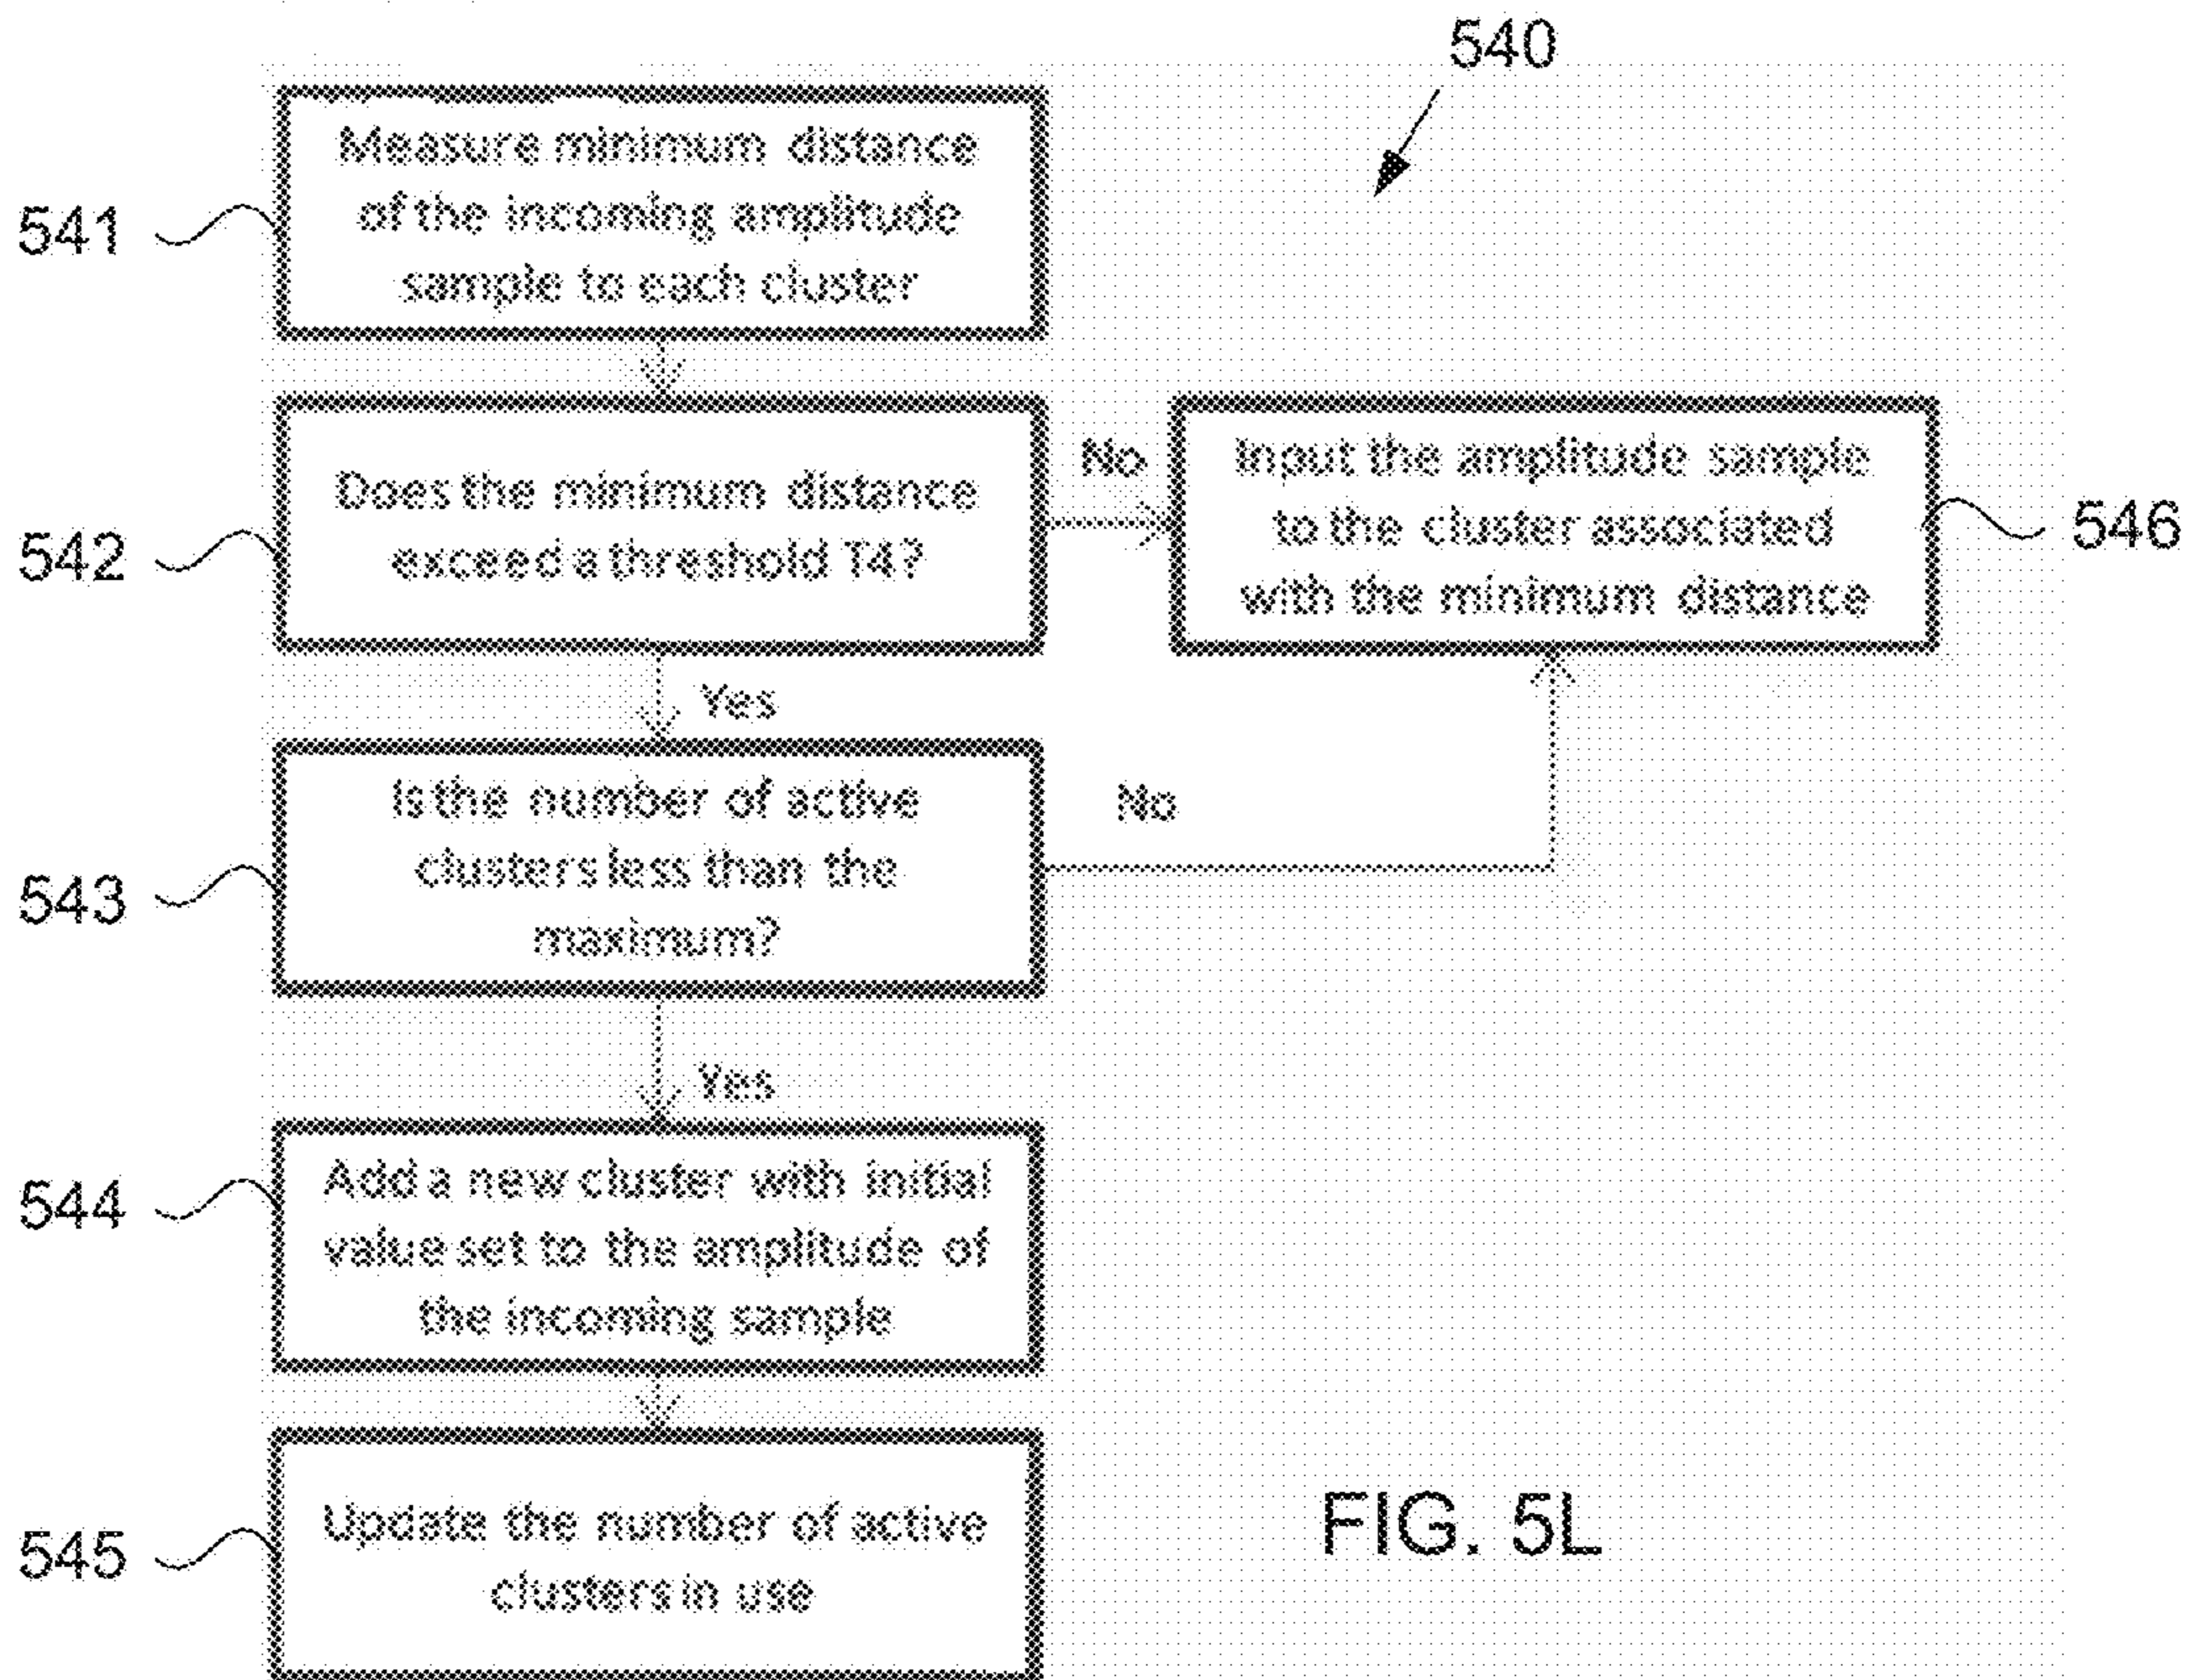 540
541
Measure minimum distance
of the incoming amplitude
sample to each cluster
542
Does the minimum distance
exceed a threshold T4?
No
Input the amplitude sample
to the cluster associated
with the minimum distance
546
Yes
543
Is the number of active
clusters less than the
maximum?
No
Yes
544
Add a new cluster with initial
value set to the amplitude of
the incoming sample
545
Update the number of active
clusters in use
FIG. 5L